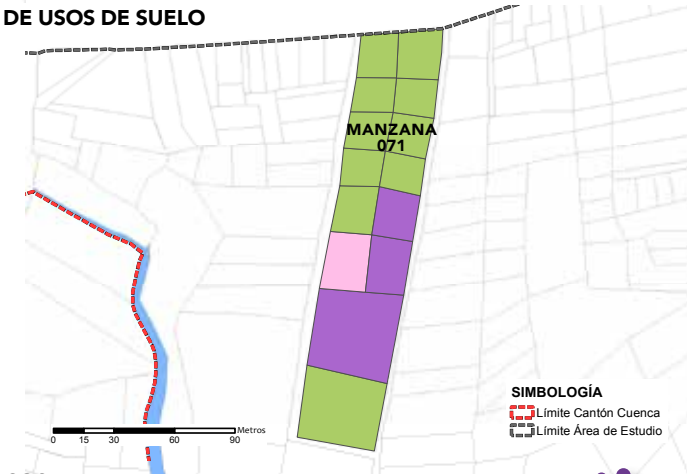 DE USOS DE SUELO
MANZANA
071
SIMBOLOGÍA
Límite Cantón Cuenca
Límite Área de Estudio
Metros
0 15 30 60 90